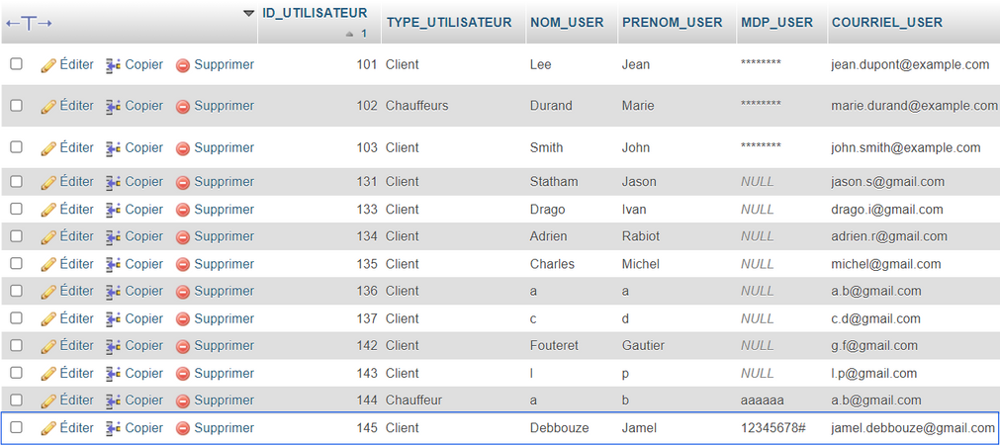 ID_UTILISATEUR 1 TYPE_UTILISATEUR NOM_USER PRENOM_USER MDP_USER COURRIEL_USER
Éditer Copier Supprimer 101 Client Lee Jean ******** jean.dupont@example.com
Éditer Copier Supprimer 102 Chauffeurs Durand Marie ******** marie.durand@example.com
Éditer Copier Supprimer 103 Client Smith John ******** john.smith@example.com
Éditer Copier Supprimer 131 Client Statham Jason NULL jason.s@gmail.com
Éditer Copier Supprimer 133 Client Drago Ivan NULL drago.i@gmail.com
Éditer Copier Supprimer 134 Client Adrien Rabiot NULL adrien.r@gmail.com
Éditer Copier Supprimer 135 Client Charles Michel NULL michel@gmail.com
Éditer Copier Supprimer 136 Client a a NULL a.b@gmail.com
Éditer Copier Supprimer 137 Client c d NULL c.d@gmail.com
Éditer Copier Supprimer 142 Client Fouteret Gautier NULL g.f@gmail.com
Éditer Copier Supprimer 143 Client l p NULL l.p@gmail.com
Éditer Copier Supprimer 144 Chauffeur a b aaaaaa a.b@gmail.com
Éditer Copier Supprimer 145 Client Debbouze Jamel 12345678# jamel.debbouze@gmail.com